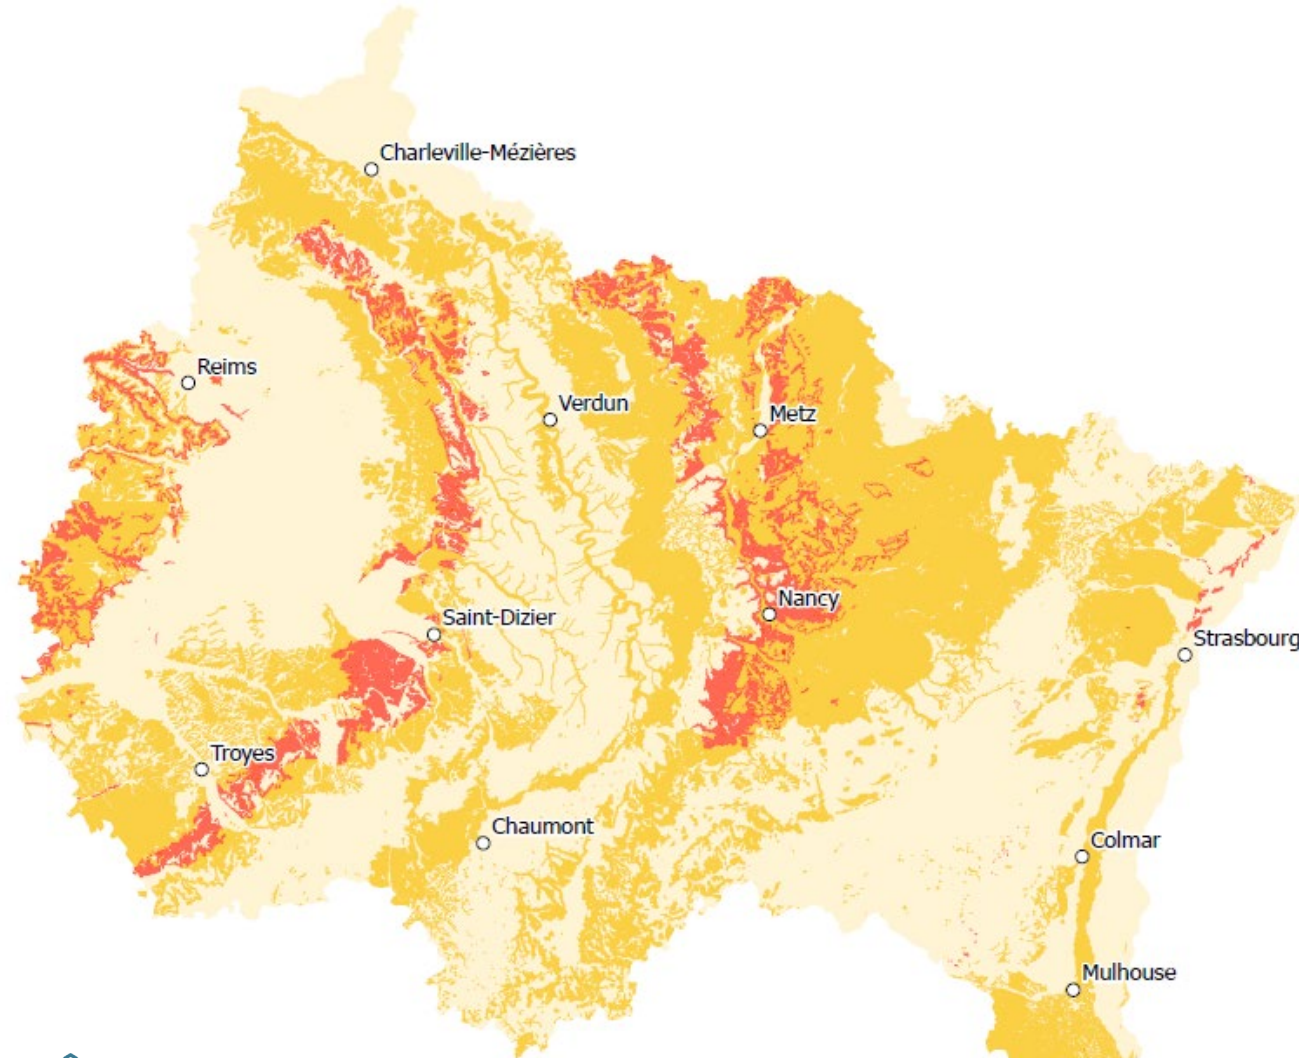 Charleville-Mézières
Reims
Verdun
Metz
Nancy
Saint-Dizier
Strasbourg
Troyes
Chaumont
Colmar
Mulhouse